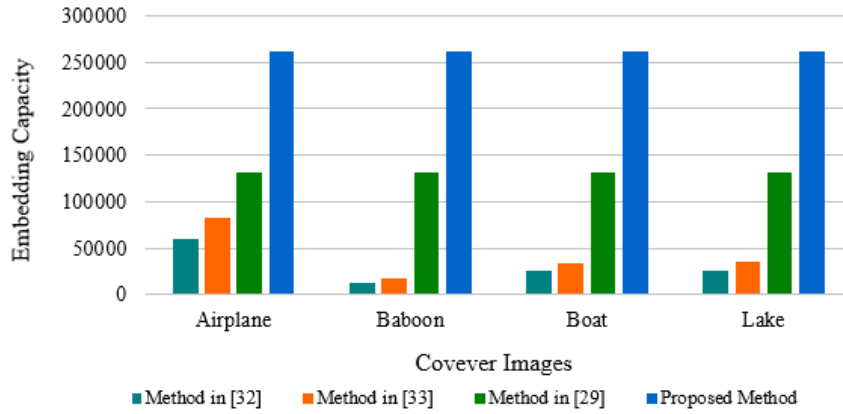 300000
250000
200000
150000
100000
50000
0
Embedding Capacity
Airplane Baboon Boat Lake
Covever Images
Method in [32] Method in [33] Method in [29] Proposed Method